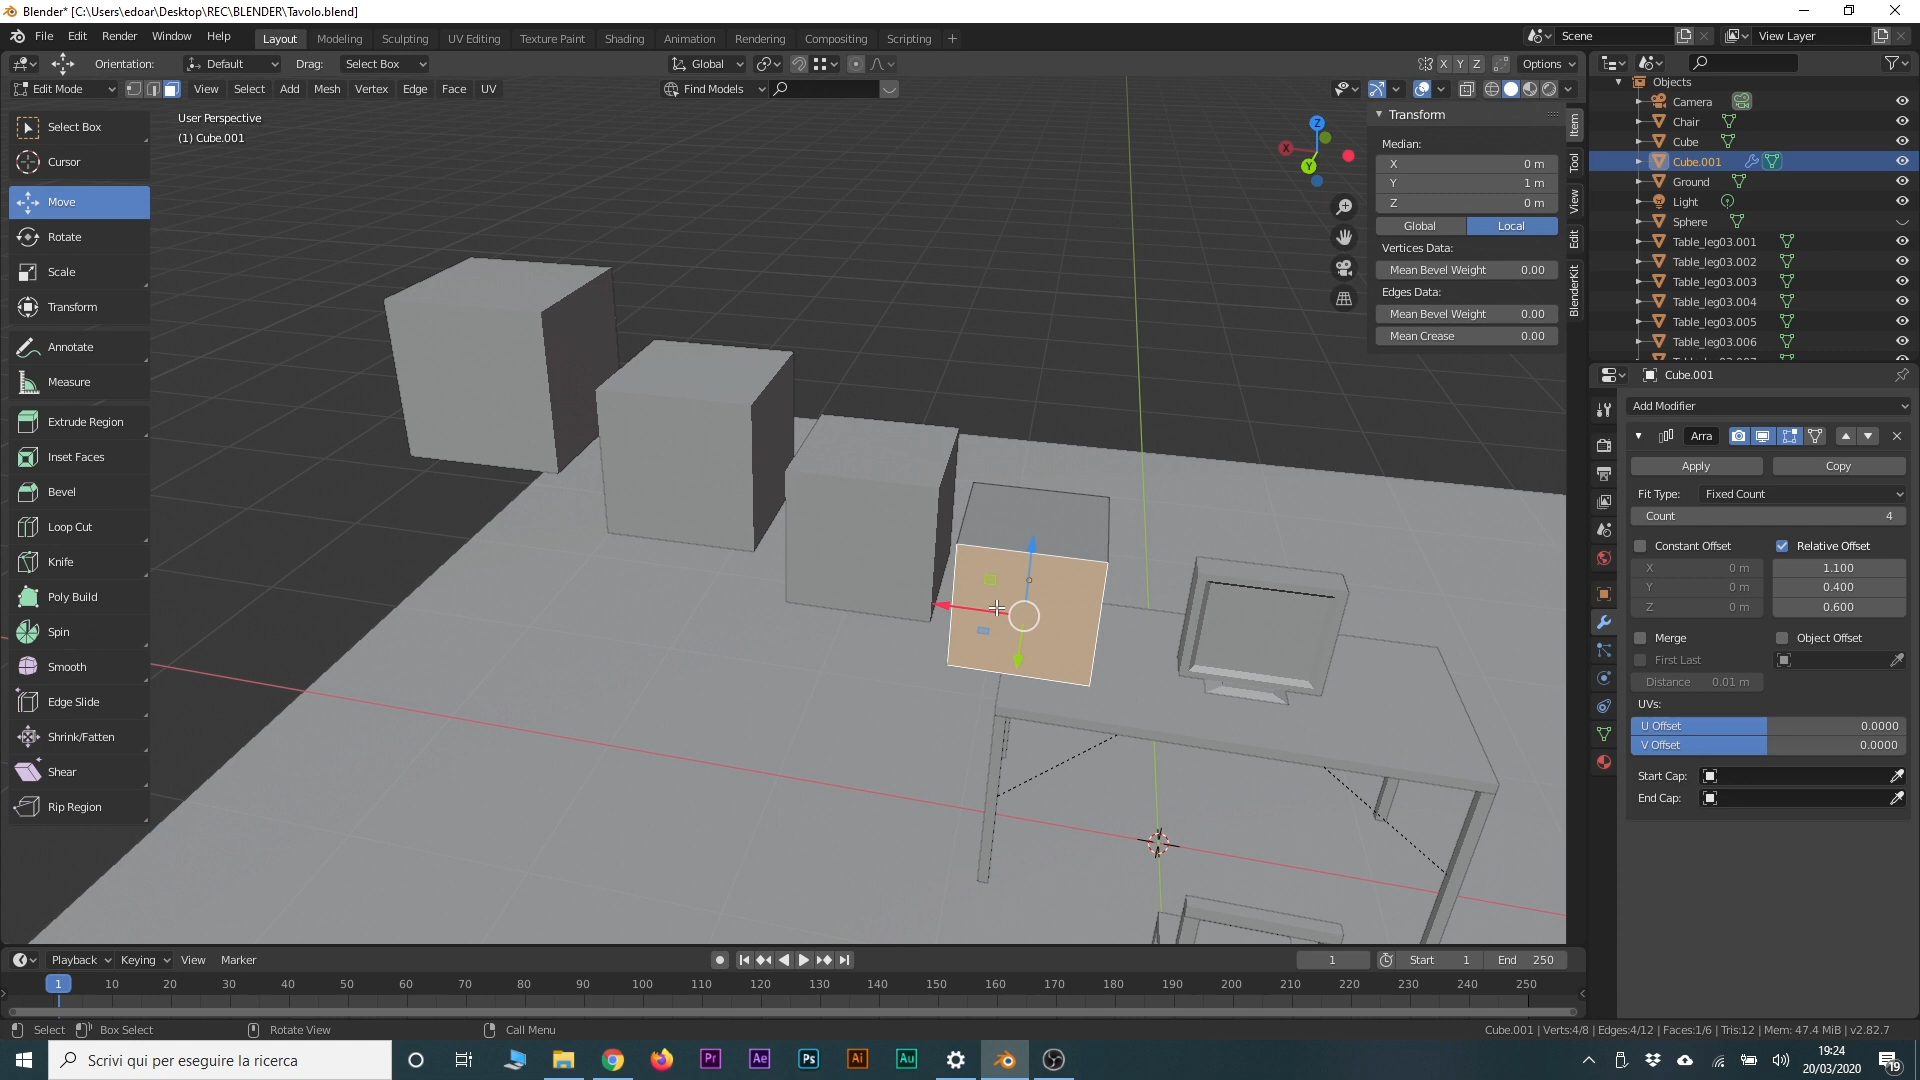 Blender* [C:\Users\edoar\Desktop\REC\BLENDER\Tavolo.blend]
File Edit Render Window Help Layout Modeling Sculpting UV Editing Texture Paint Shading Animation Rendering Compositing Scripting + Scene View Layer
Orientation: Default Drag: Select Box Global X Y Z Options
Edit Mode View Select Add Mesh Vertex Edge Face UV Find Models
User Perspective
(1) Cube.001
Select Box
Cursor
Move
Rotate
Scale
Transform
Annotate
Measure
Extrude Region
Inset Faces
Bevel
Loop Cut
Knife
Poly Build
Spin
Smooth
Edge Slide
Shrink/Fatten
Shear
Rip Region
Z
X
Y
Transform
Median:
X 0 m
Y 1 m
Z 0 m
Global Local
Vertices Data:
Mean Bevel Weight 0.00
Edges Data:
Mean Bevel Weight 0.00
Mean Crease 0.00
Item
Tool
View
Edit
BlenderKit
Objects
Camera
Chair
Cube
Cube.001
Ground
Light
Sphere
Table_leg03.001
Table_leg03.002
Table_leg03.003
Table_leg03.004
Table_leg03.005
Table_leg03.006
Cube.001
Add Modifier
Arra
Apply Copy
Fit Type: Fixed Count
Count 4
Constant Offset Relative Offset
X 0 m 1.100
Y 0 m 0.400
Z 0 m 0.600
Merge Object Offset
First Last
Distance 0.01 m
UVs:
U Offset 0.0000
V Offset 0.0000
Start Cap:
End Cap:
Playback Keying View Marker 1 Start 1 End 250
1 10 20 30 40 50 60 70 80 90 100 110 120 130 140 150 160 170 180 190 200 210 220 230 240 250
Select Box Select Rotate View Call Menu Cube.001 | Verts:4/8 | Edges:4/12 | Faces:1/6 | Tris:12 | Mem: 47.4 MiB | v2.82.7
Scrivi qui per eseguire la ricerca Pr Ae Ps Ai Au 19:24
20/03/2020 19